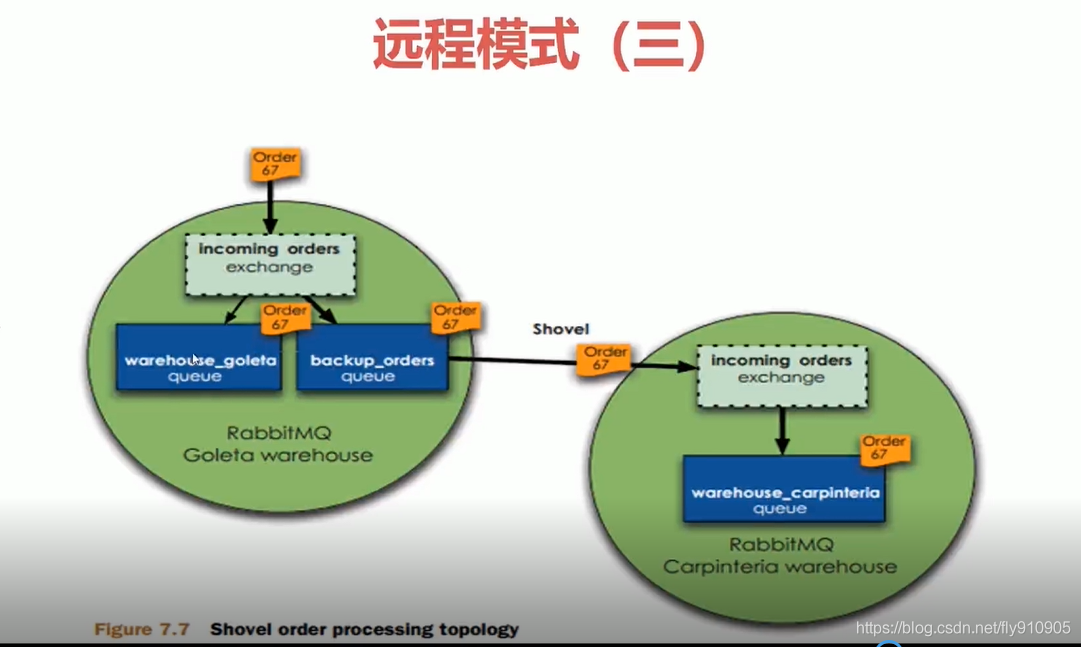 远程模式（三）
Order
67
incoming orders
exchange
Order
67
Order
67
warehouse_goleta
queue
backup_orders
queue
RabbitMQ
Goleta warehouse
Shovel
Order
67
incoming orders
exchange
Order
67
warehouse_carpinteria
queue
RabbitMQ
Carpinteria warehouse
Figure 7.7 Shovel order processing topology
https://blog.csdn.net/fly910905